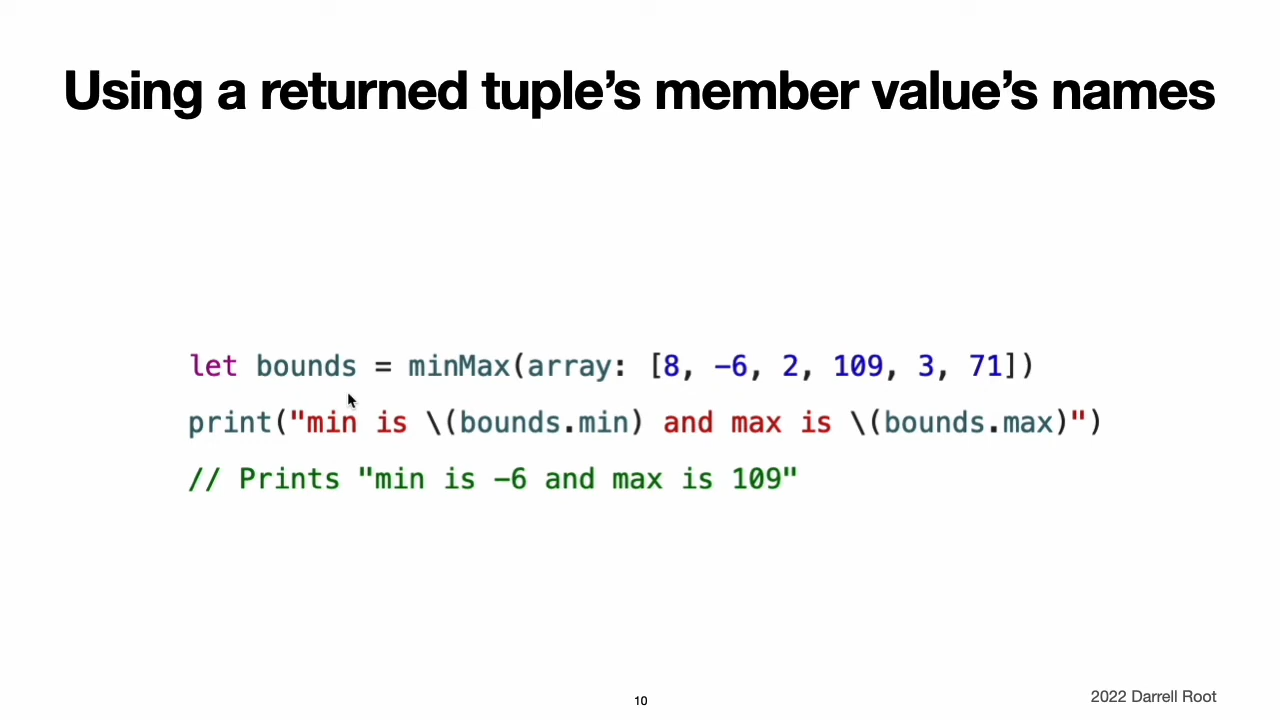 Using a returned tuple’s member value’s names
let bounds = minMax(array: [8, -6, 2, 109, 3, 71])
print("min is \(bounds.min) and max is \(bounds.max)")
// Prints "min is -6 and max is 109"
10
2022 Darrell Root